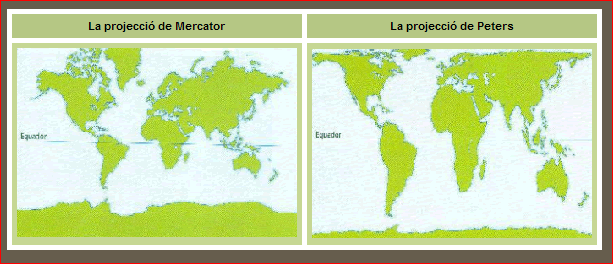 La projecció de Mercator
La projecció de Peters
Equador
Equador